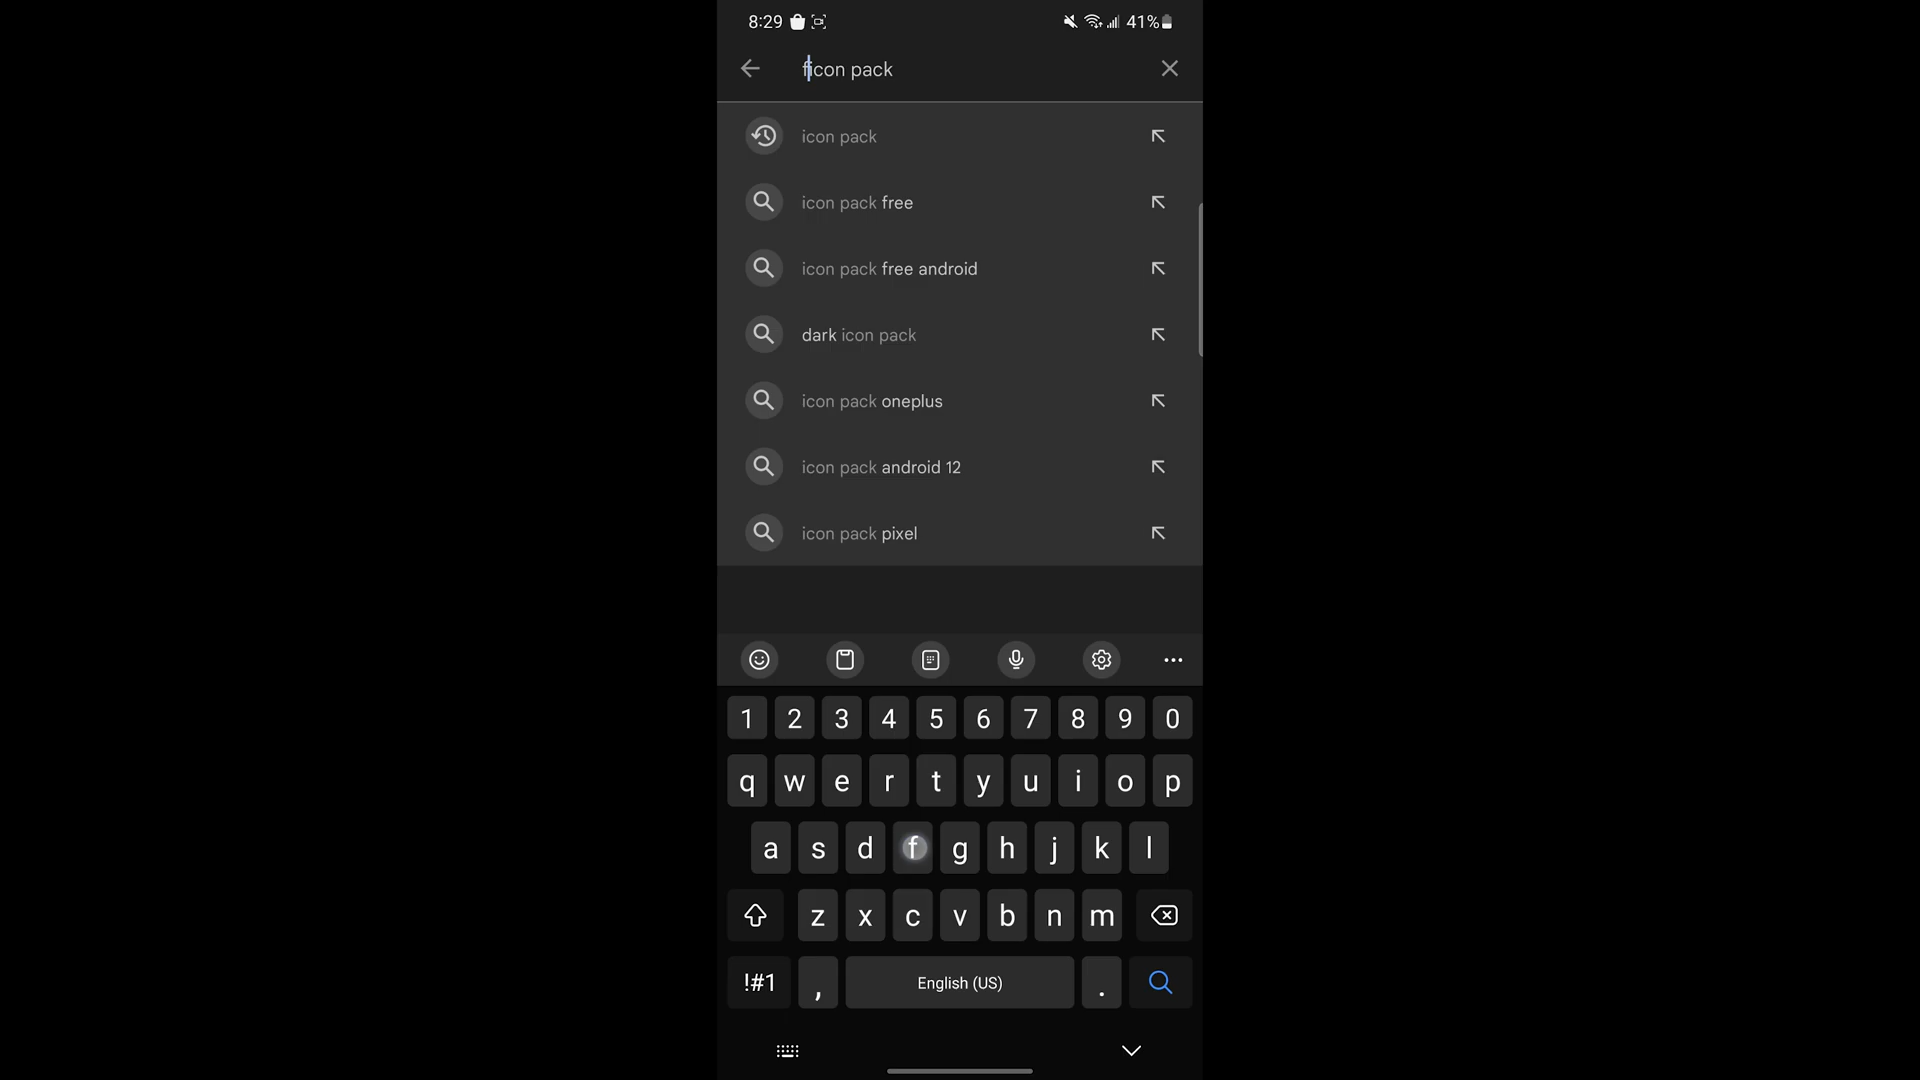 8:29 41%
ficon pack
icon pack
icon pack free
icon pack free android
dark icon pack
icon pack oneplus
icon pack android 12
icon pack pixel
1 2 3 4 5 6 7 8 9 0
q w e r t y u i o p
a s d f g h j k l
z x c v b n m
!#1 , English (US) .